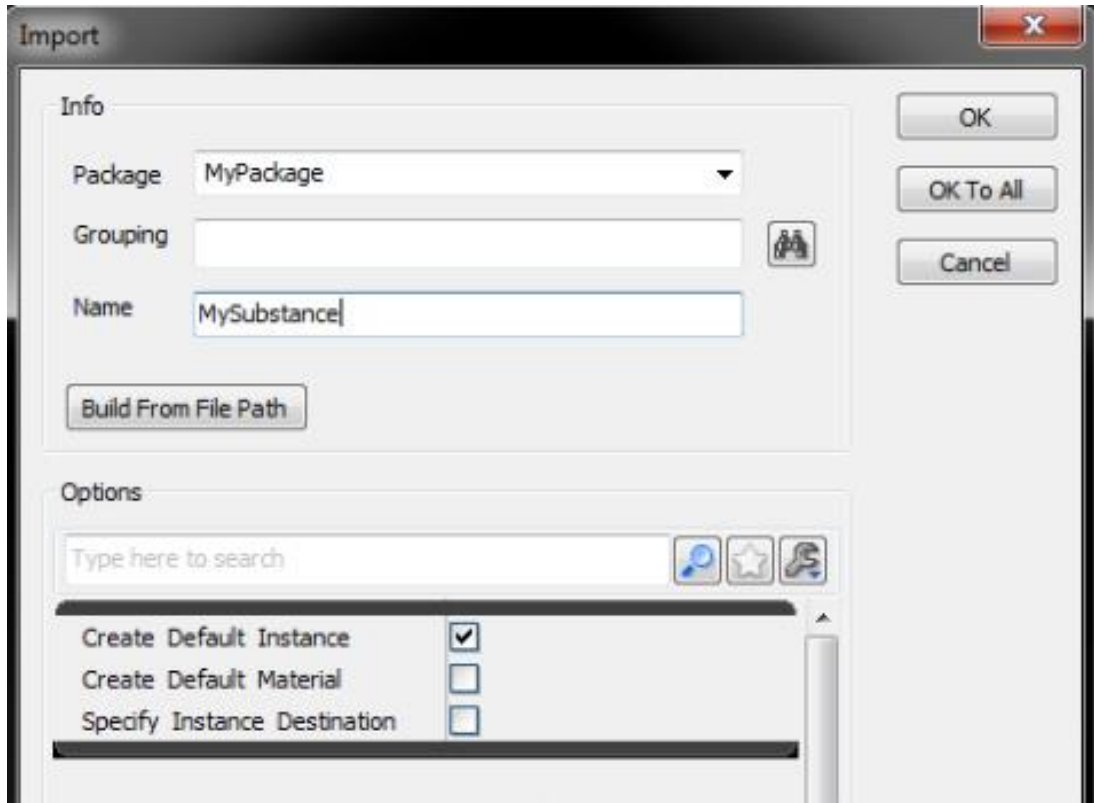 Import
Info
OK
Package MyPackage
OK To All
Grouping
Cancel
Name MySubstance
Build From File Path
Options
Type here to search
Create Default Instance
Create Default Material
Specify Instance Destination